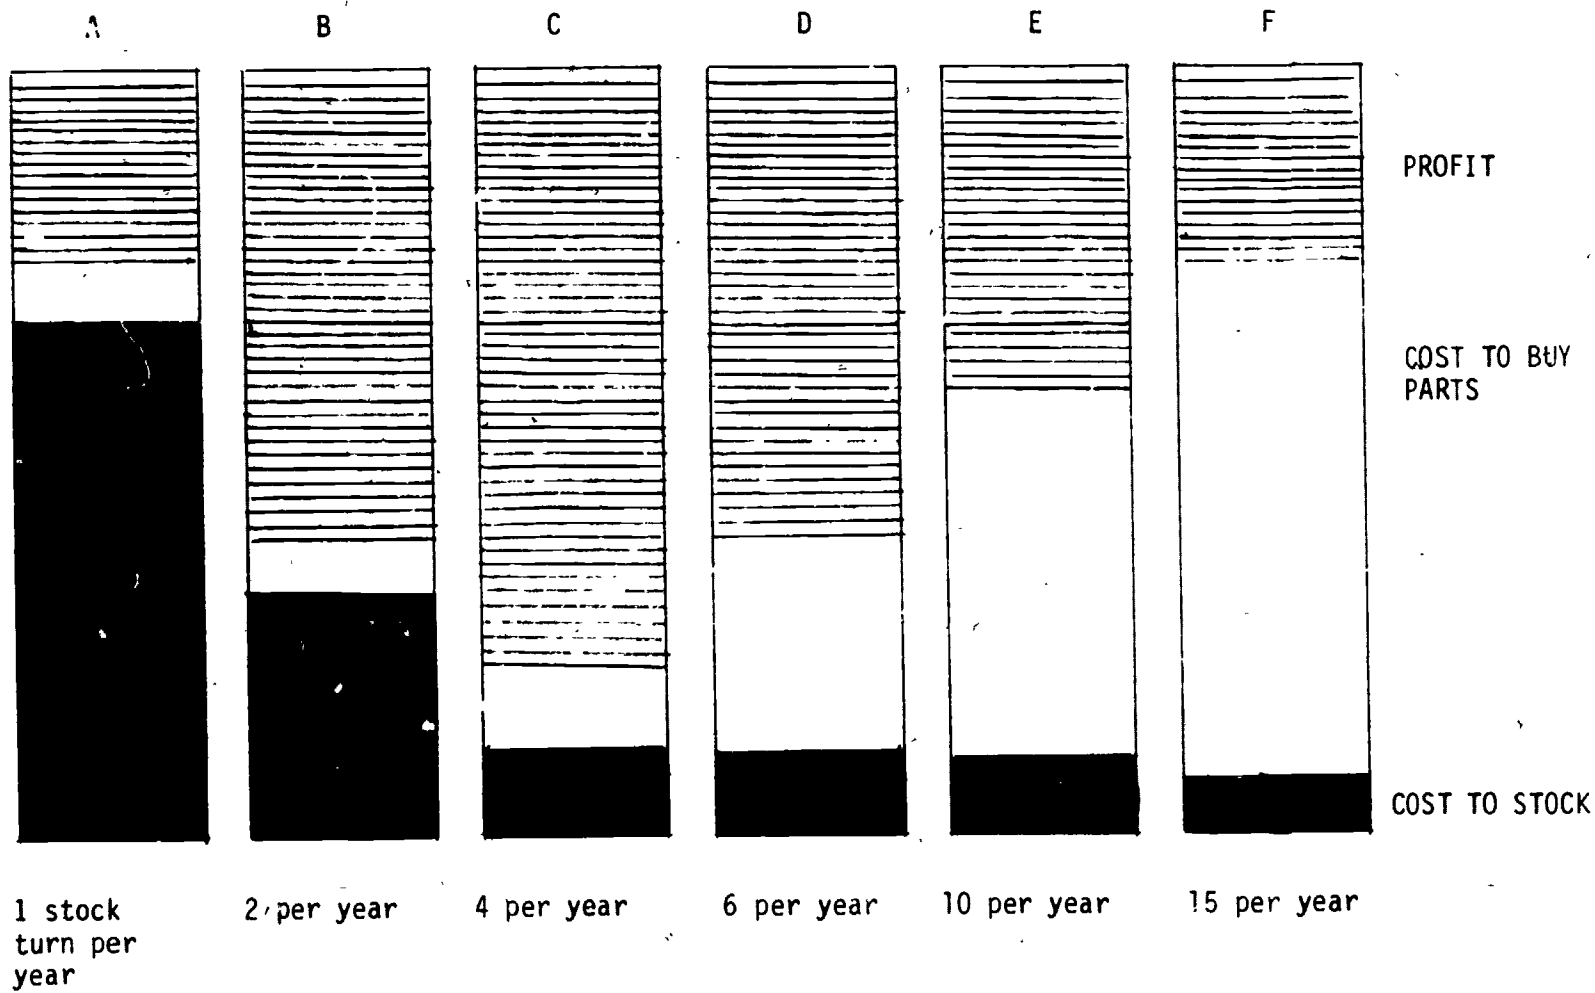 A B C D E F
PROFIT
COST TO BUY
PARTS
COST TO STOCK
1 stock
turn per
year
2 per year
4 per year
6 per year
10 per year
15 per year